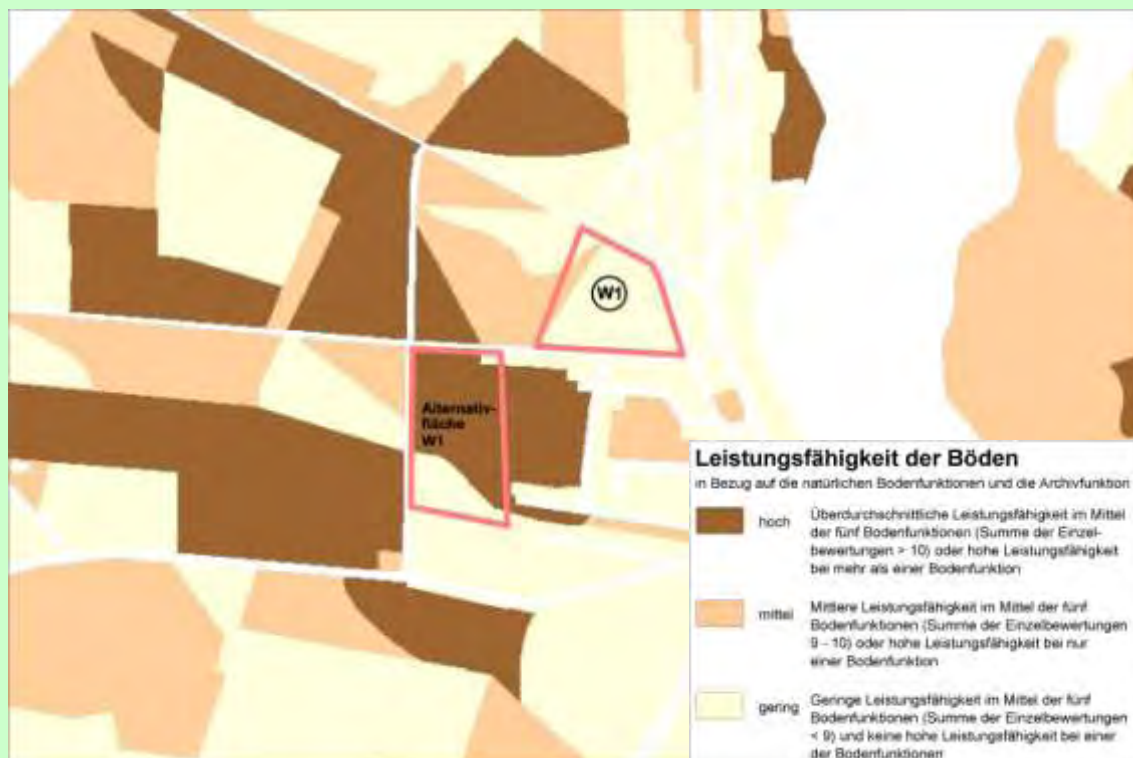 W1
Alternativ-
fläche
W1
Leistungsfähigkeit der Böden
in Bezug auf die natürlichen Bodenfunktionen und die Archivfunktion
hoch Überdurchschnittliche Leistungsfähigkeit im Mittel
der fünf Bodenfunktionen (Summe der Einzel-
bewertungen > 10) oder hohe Leistungsfähigkeit
bei mehr als einer Bodenfunktion
mittel Mittlere Leistungsfähigkeit im Mittel der fünf
Bodenfunktionen (Summe der Einzelbewertungen
9 - 10) oder hohe Leistungsfähigkeit bei nur
einer Bodenfunktion
gering Geringe Leistungsfähigkeit im Mittel der fünf
Bodenfunktionen (Summe der Einzelbewertungen
< 9) und keine hohe Leistungsfähigkeit bei einer
der Bodenfunktionen